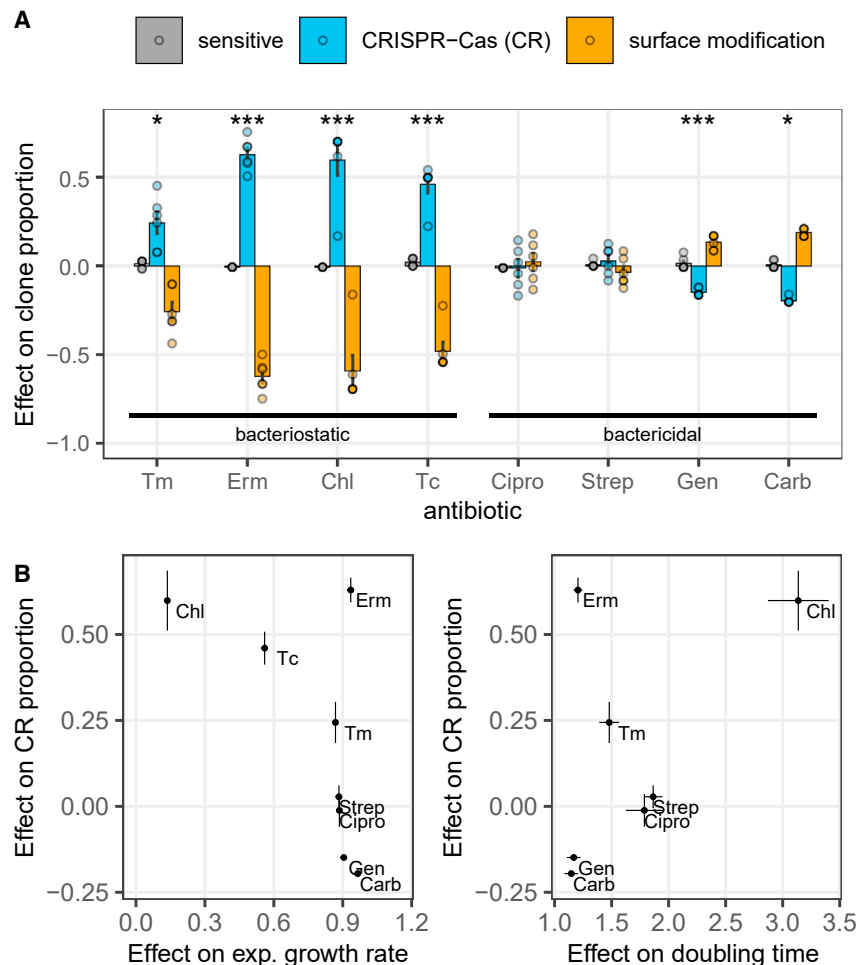 A
sensitive CRISPR−Cas (CR) surface modification
Effect on clone proportion
* *** *** *** *** *
0.5
0.0
−0.5
−1.0
bacteriostatic bactericidal
Tm Erm Chl Tc Cipro Strep Gen Carb
antibiotic
B
Effect on CR proportion
0.50
0.25
0.00
−0.25
Chl
Erm
Tc
Tm
Strep
Cipro
Gen
Carb
0.0 0.3 0.6 0.9 1.2
Effect on exp. growth rate
Effect on CR proportion
0.50
0.25
0.00
−0.25
Erm
Chl
Tm
Strep
Cipro
Gen
Carb
1.0 1.5 2.0 2.5 3.0 3.5
Effect on doubling time